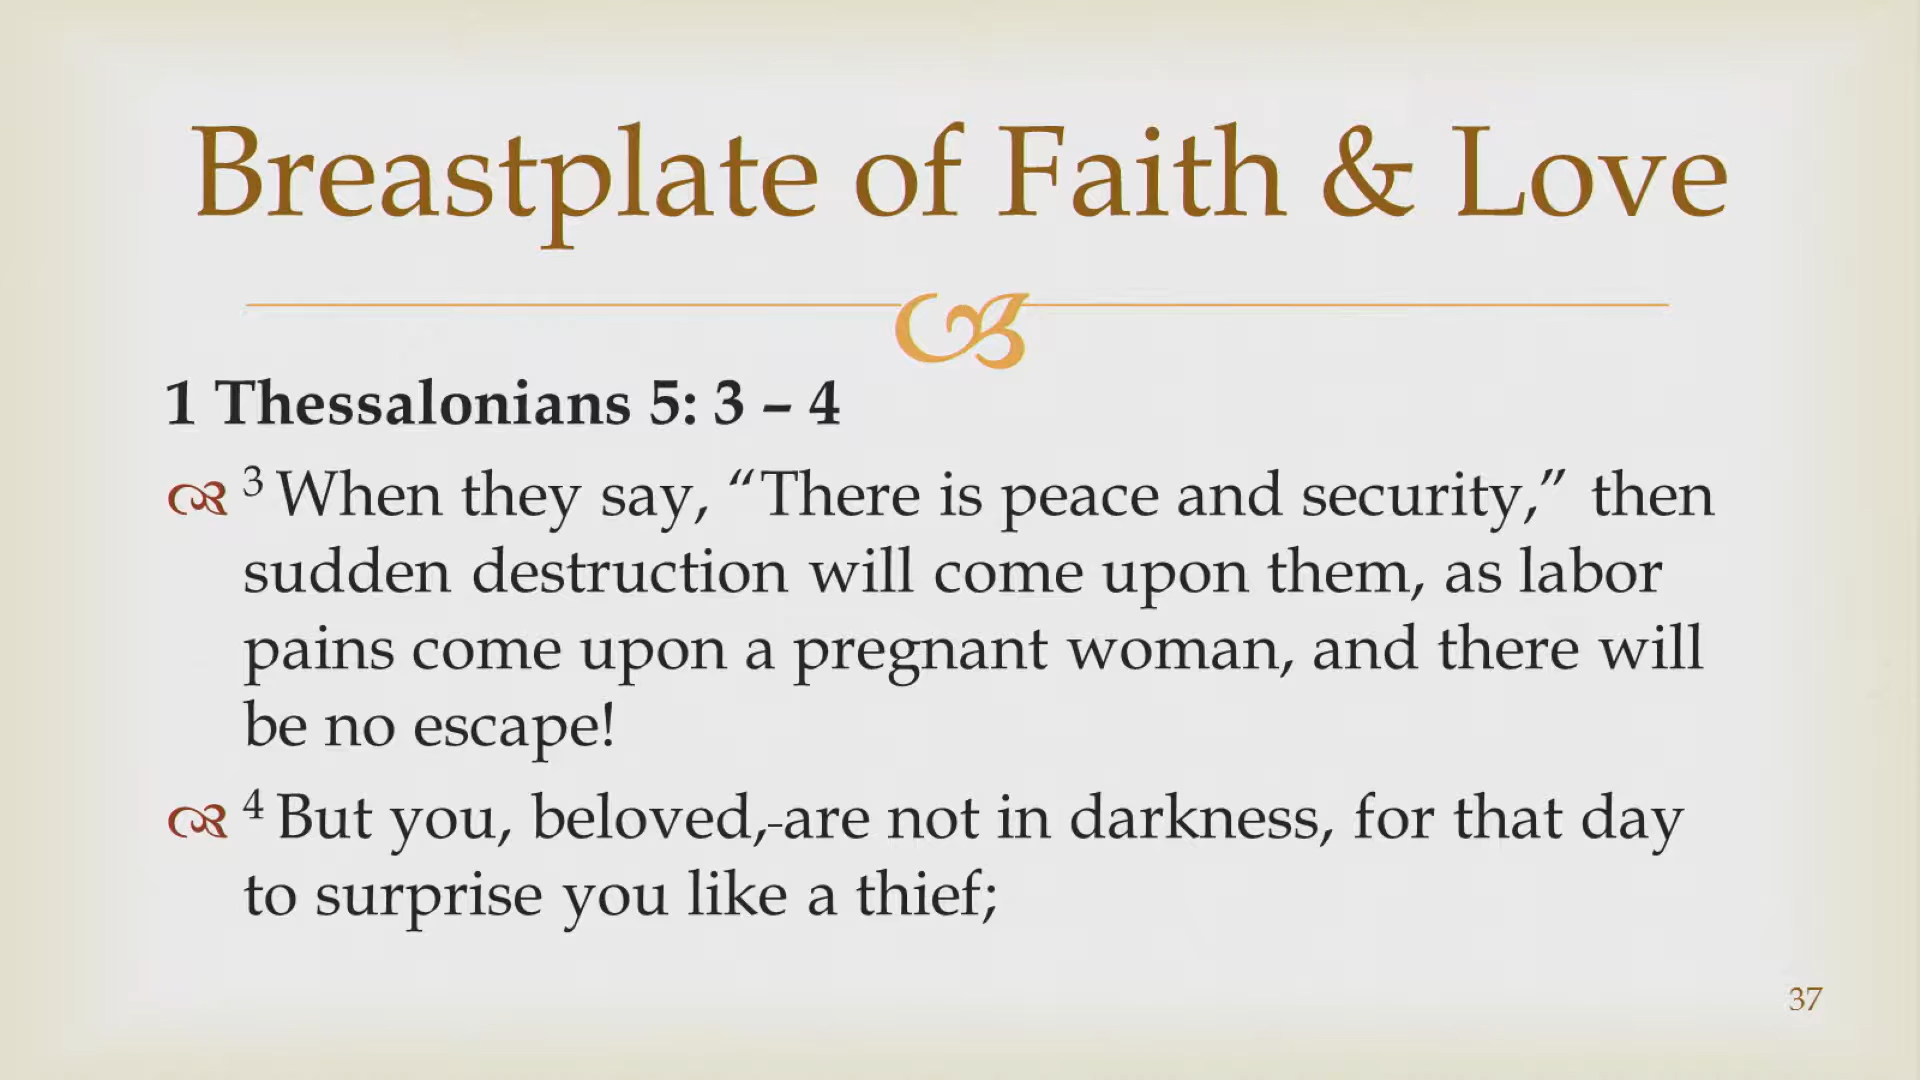 Breastplate of Faith & Love
1 Thessalonians 5: 3 – 4
³ When they say, “There is peace and security,” then
sudden destruction will come upon them, as labor
pains come upon a pregnant woman, and there will
be no escape!
⁴ But you, beloved,-are not in darkness, for that day
to surprise you like a thief;
37